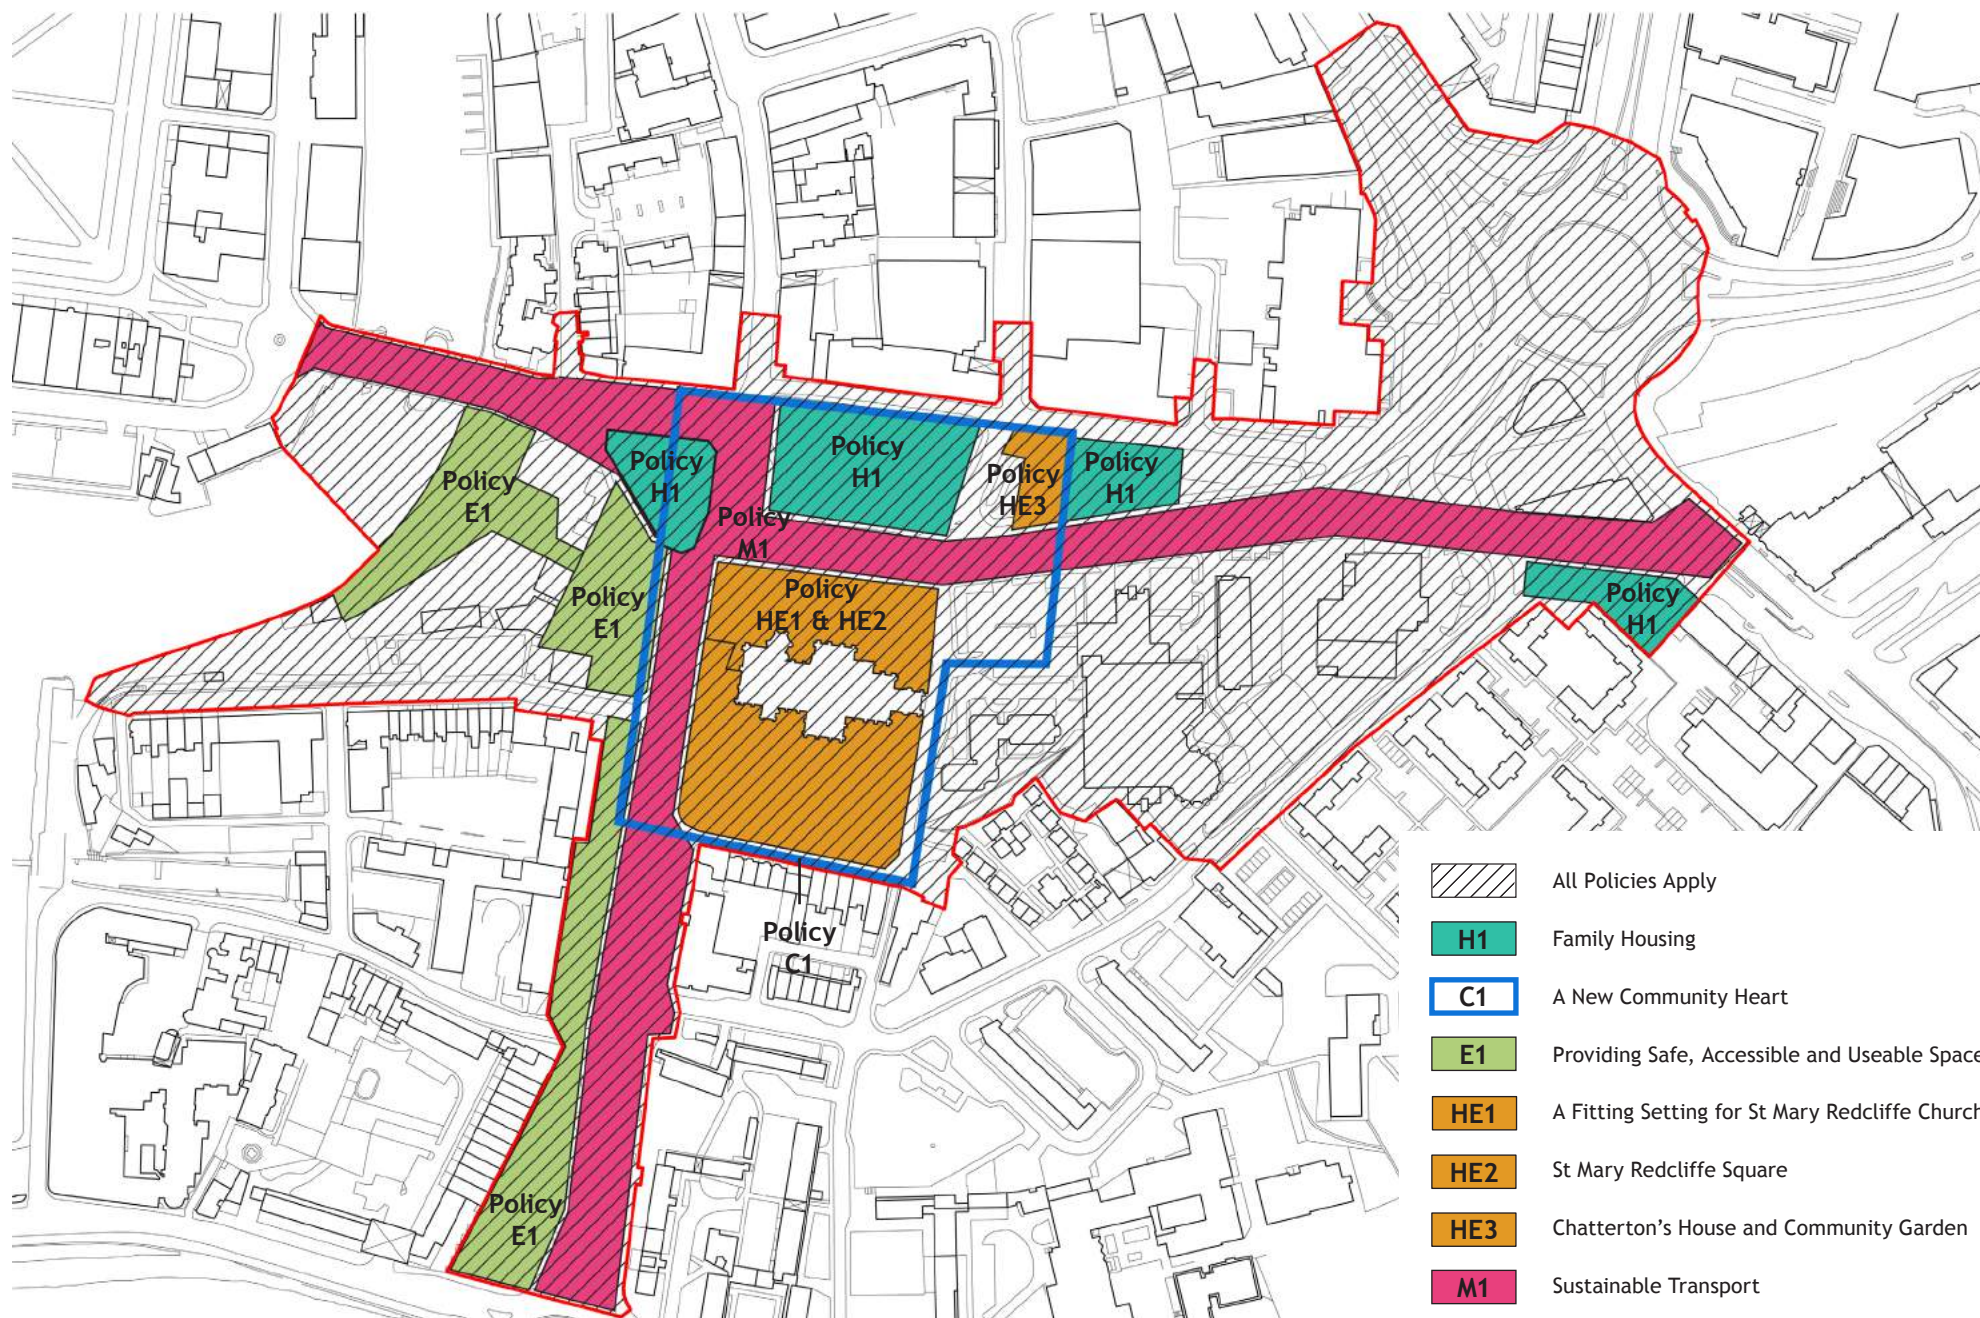 Policy
H1
Policy
H1
Policy
HE3
Policy
H1
Policy
E1
Policy
M1
Policy
E1
Policy
HE1 & HE2
Policy
H1
Policy
C1
Policy
E1
All Policies Apply
H1 Family Housing
C1 A New Community Heart
E1 Providing Safe, Accessible and Useable Space
HE1 A Fitting Setting for St Mary Redcliffe Church
HE2 St Mary Redcliffe Square
HE3 Chatterton’s House and Community Garden
M1 Sustainable Transport